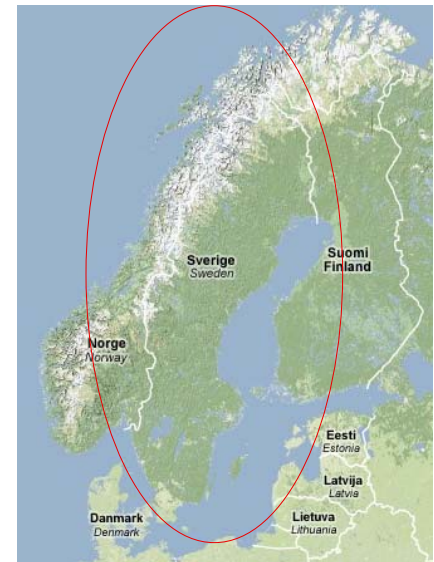 Sverige
Sweden
Suomi
Finland
Norge
Norway
Eesti
Estonia
Latvija
Latvia
Danmark
Denmark
Lietuva
Lithuania